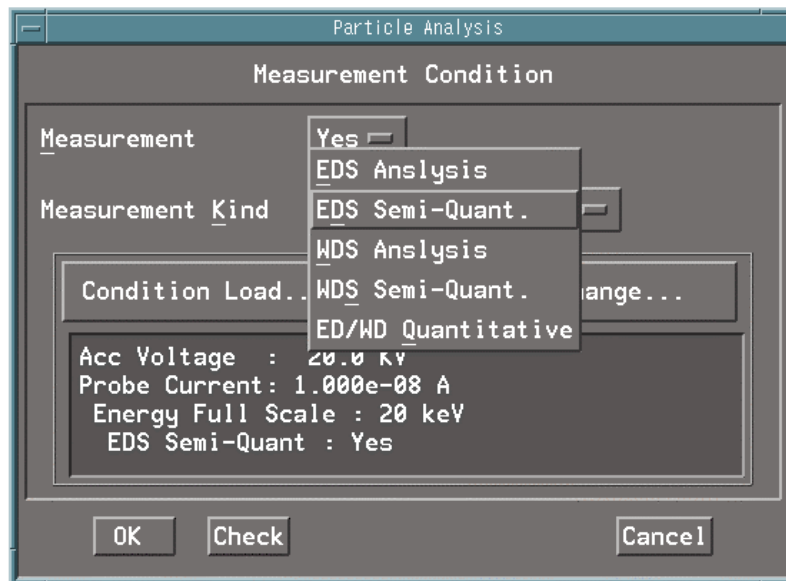 Particle Analysis
Measurement Condition
Measurement Yes
EDS Anslysis
Measurement Kind EDS Semi-Quant.
WDS Anslysis
Condition Load.. WDS Semi-Quant. ange...
ED/WD Quantitative
Acc Voltage : 20.0 KV
Probe Current: 1.000e-08 A
Energy Full Scale : 20 keV
EDS Semi-Quant : Yes
OK Check Cancel